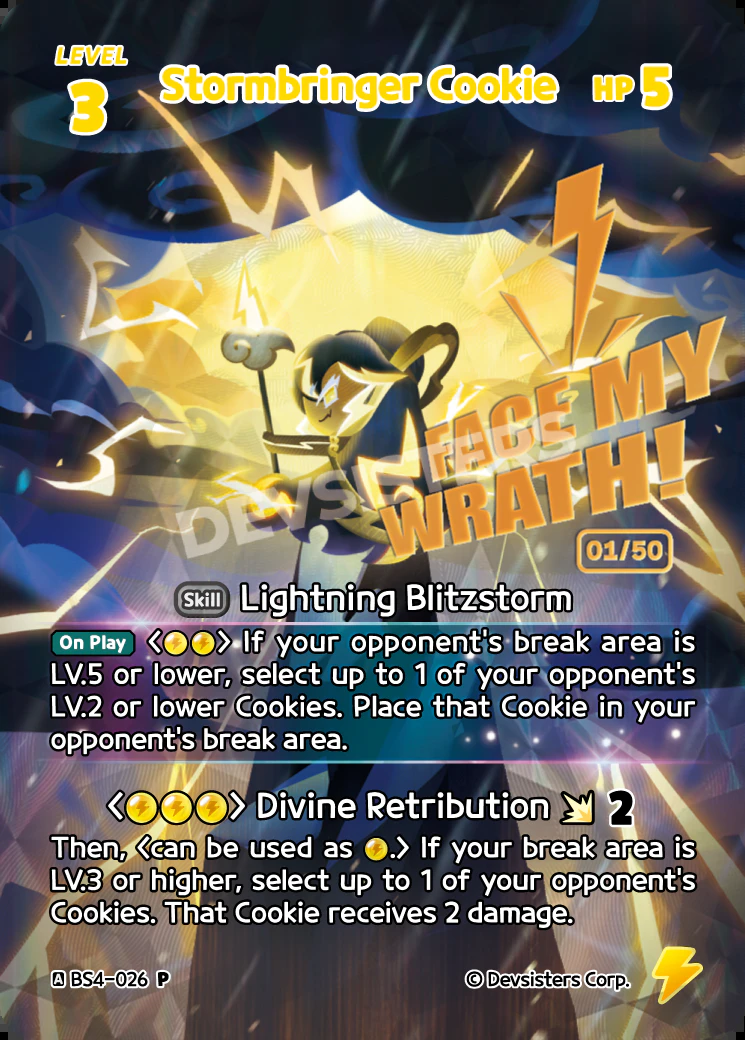 LEVEL
3
Stormbringer Cookie
HP 5
FACE MY
WRATH!
DEVSISTERS
01/50
Skill Lightning Blitzstorm
On Play < > If your opponent's break area is
LV.5 or lower, select up to 1 of your opponent's
LV.2 or lower Cookies. Place that Cookie in your
opponent's break area.
< > Divine Retribution 2
Then, <can be used as .> If your break area is
LV.3 or higher, select up to 1 of your opponent's
Cookies. That Cookie receives 2 damage.
A BS4-026 P
© Devsisters Corp.